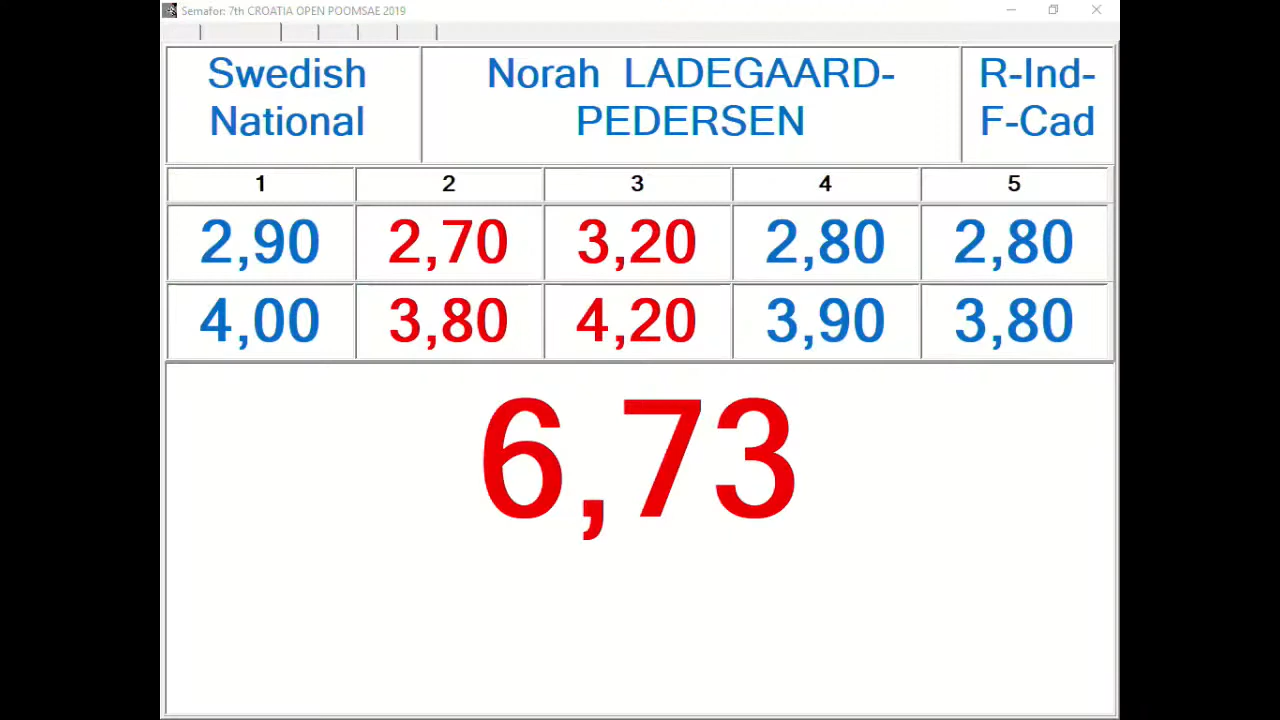 Semafor: 7th CROATIA OPEN POOMSAE 2019
Swedish National
Norah LADEGAARD-PEDERSEN
R-Ind-F-Cad
1 2 3 4 5
2,90 2,70 3,20 2,80 2,80
4,00 3,80 4,20 3,90 3,80
6,73